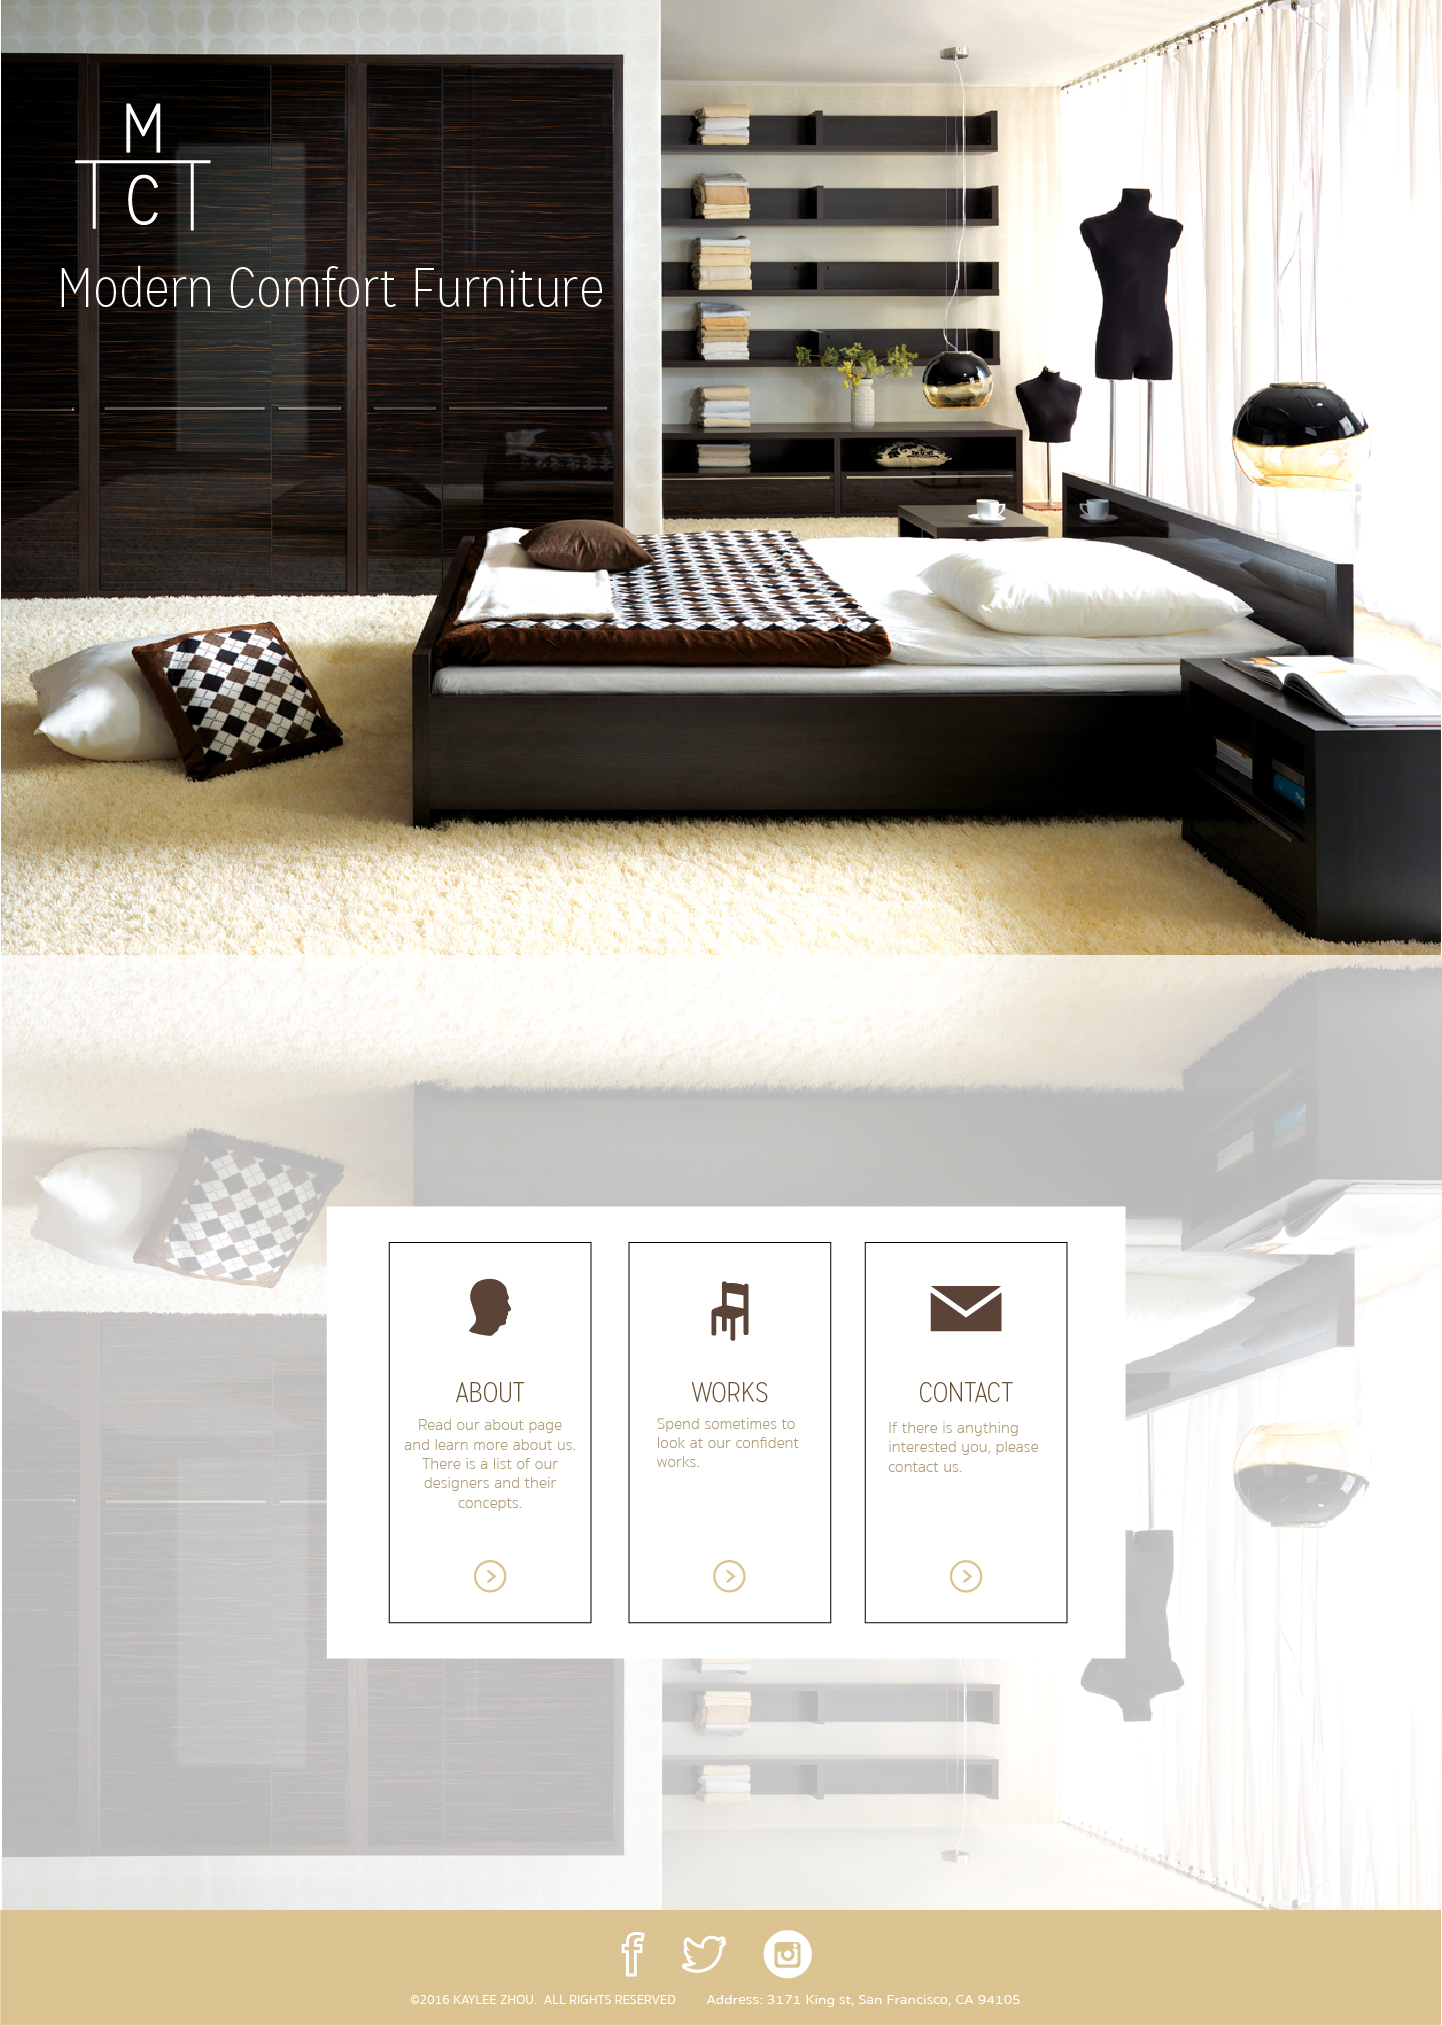 M
C
Modern Comfort Furniture
ABOUT
Read our about page
and learn more about us.
There is a list of our
designers and their
concepts.
WORKS
Spend sometimes to
look at our confident
works.
CONTACT
If there is anything
interested you, please
contact us.
©2016 KAYLEE ZHOU. ALL RIGHTS RESERVED Address: 3171 King st, San Francisco, CA 94105